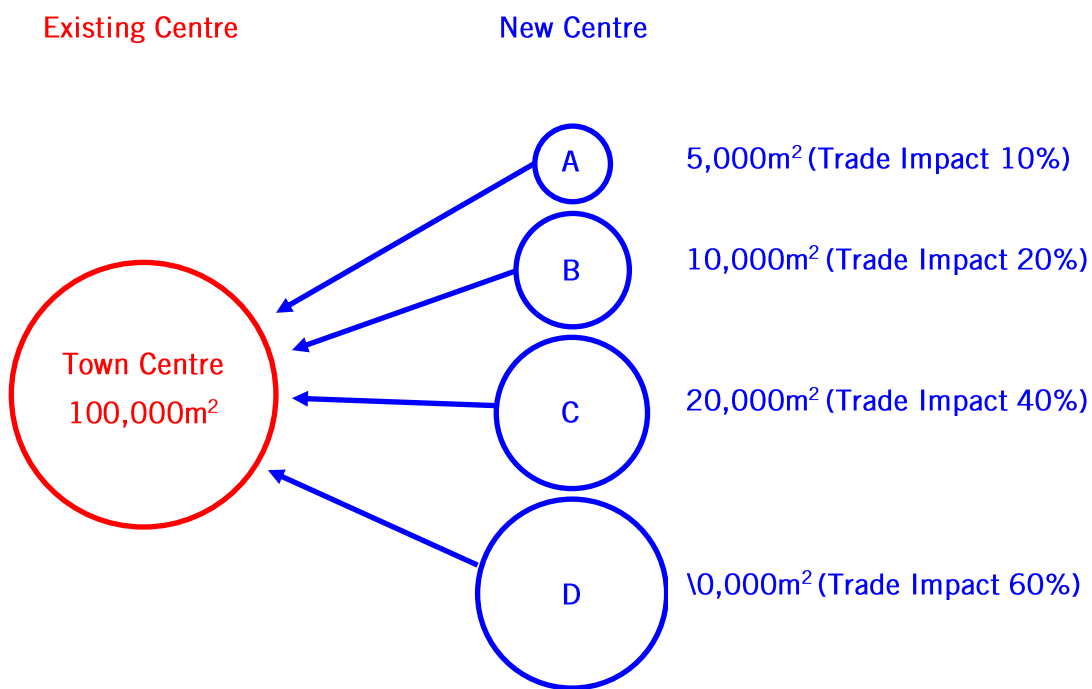 Existing Centre
New Centre
A
5,000m² (Trade Impact 10%)
B
10,000m² (Trade Impact 20%)
Town Centre
100,000m²
C
20,000m² (Trade Impact 40%)
D
\0,000m² (Trade Impact 60%)